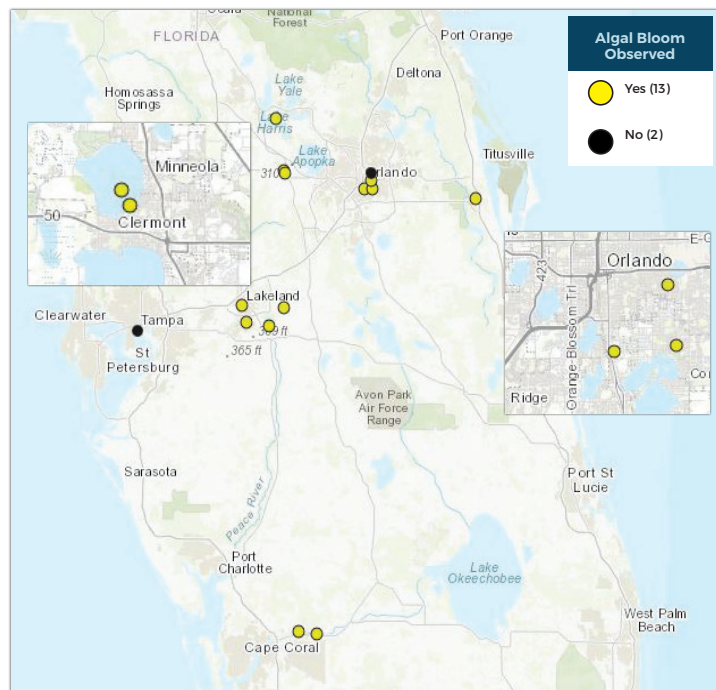 National
Forest
FLORIDA
Port Orange
Deltona
Lake
Yale
Homosassa
Springs
Lake
Harris
Lake
Apopka
310
Orlando
Titusville
Minneola
50
Clermont
Lakeland
Clearwater
Tampa
St
Petersburg
365 ft
Avon Park
Air Force
Range
Sarasota
Peace River
Port
Charlotte
Port St
Lucie
Lake
Okeechobee
West Palm
Beach
Cape Coral
Algal Bloom
Observed
Yes (13)
No (2)
E-C
Orlando
423
Orange-Blossom Trl
Ridge
Co